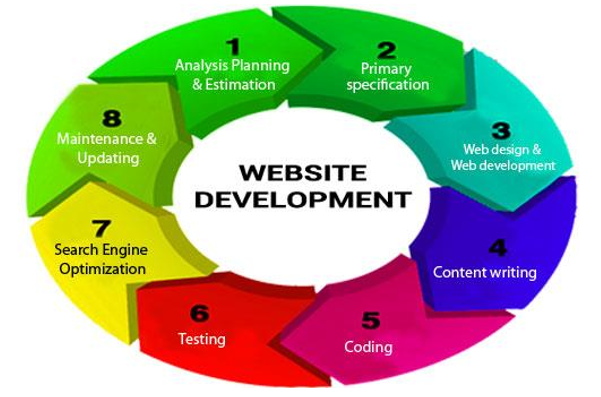 1
Analysis Planning
& Estimation
2
Primary
specification
3
Web design &
Web development
4
Content writing
5
Coding
6
Testing
7
Search Engine
Optimization
8
Maintenance &
Updating
WEBSITE
DEVELOPMENT